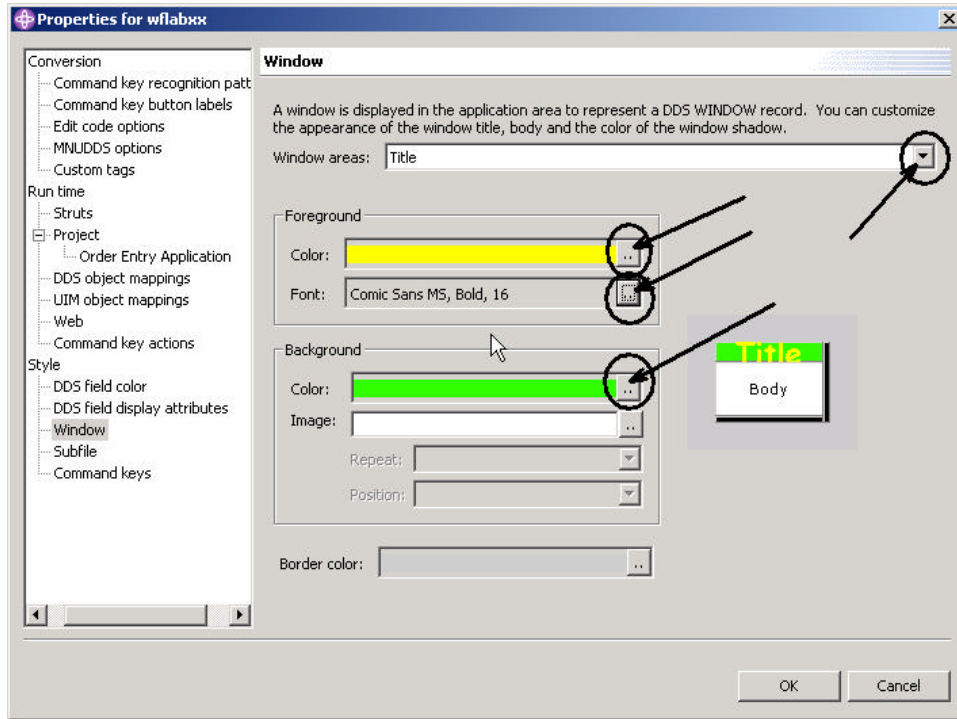 Properties for wflabxx
Conversion
Command key recognition patt
Command key button labels
Edit code options
MNUDDS options
Custom tags
Run time
Struts
Project
Order Entry Application
DDS object mappings
UIM object mappings
Web
Command key actions
Style
DDS field color
DDS field display attributes
Window
Subfile
Command keys
Window
A window is displayed in the application area to represent a DDS WINDOW record. You can customize
the appearance of the window title, body and the color of the window shadow.
Window areas: Title
Foreground
Color: ..
Font: Comic Sans MS, Bold, 16 ..
Background
Color: ..
Image: ..
Repeat:
Position:
Border color: ..
Title
Body
OK Cancel